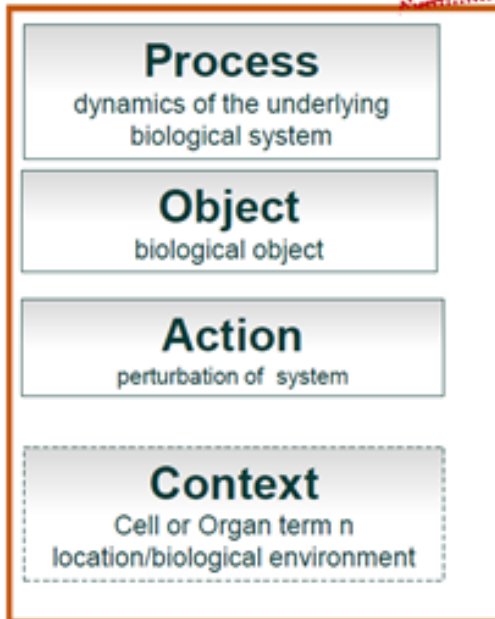 Process
dynamics of the underlying
biological system
Object
biological object
Action
perturbation of system
Context
Cell or Organ term n
location/biological environment